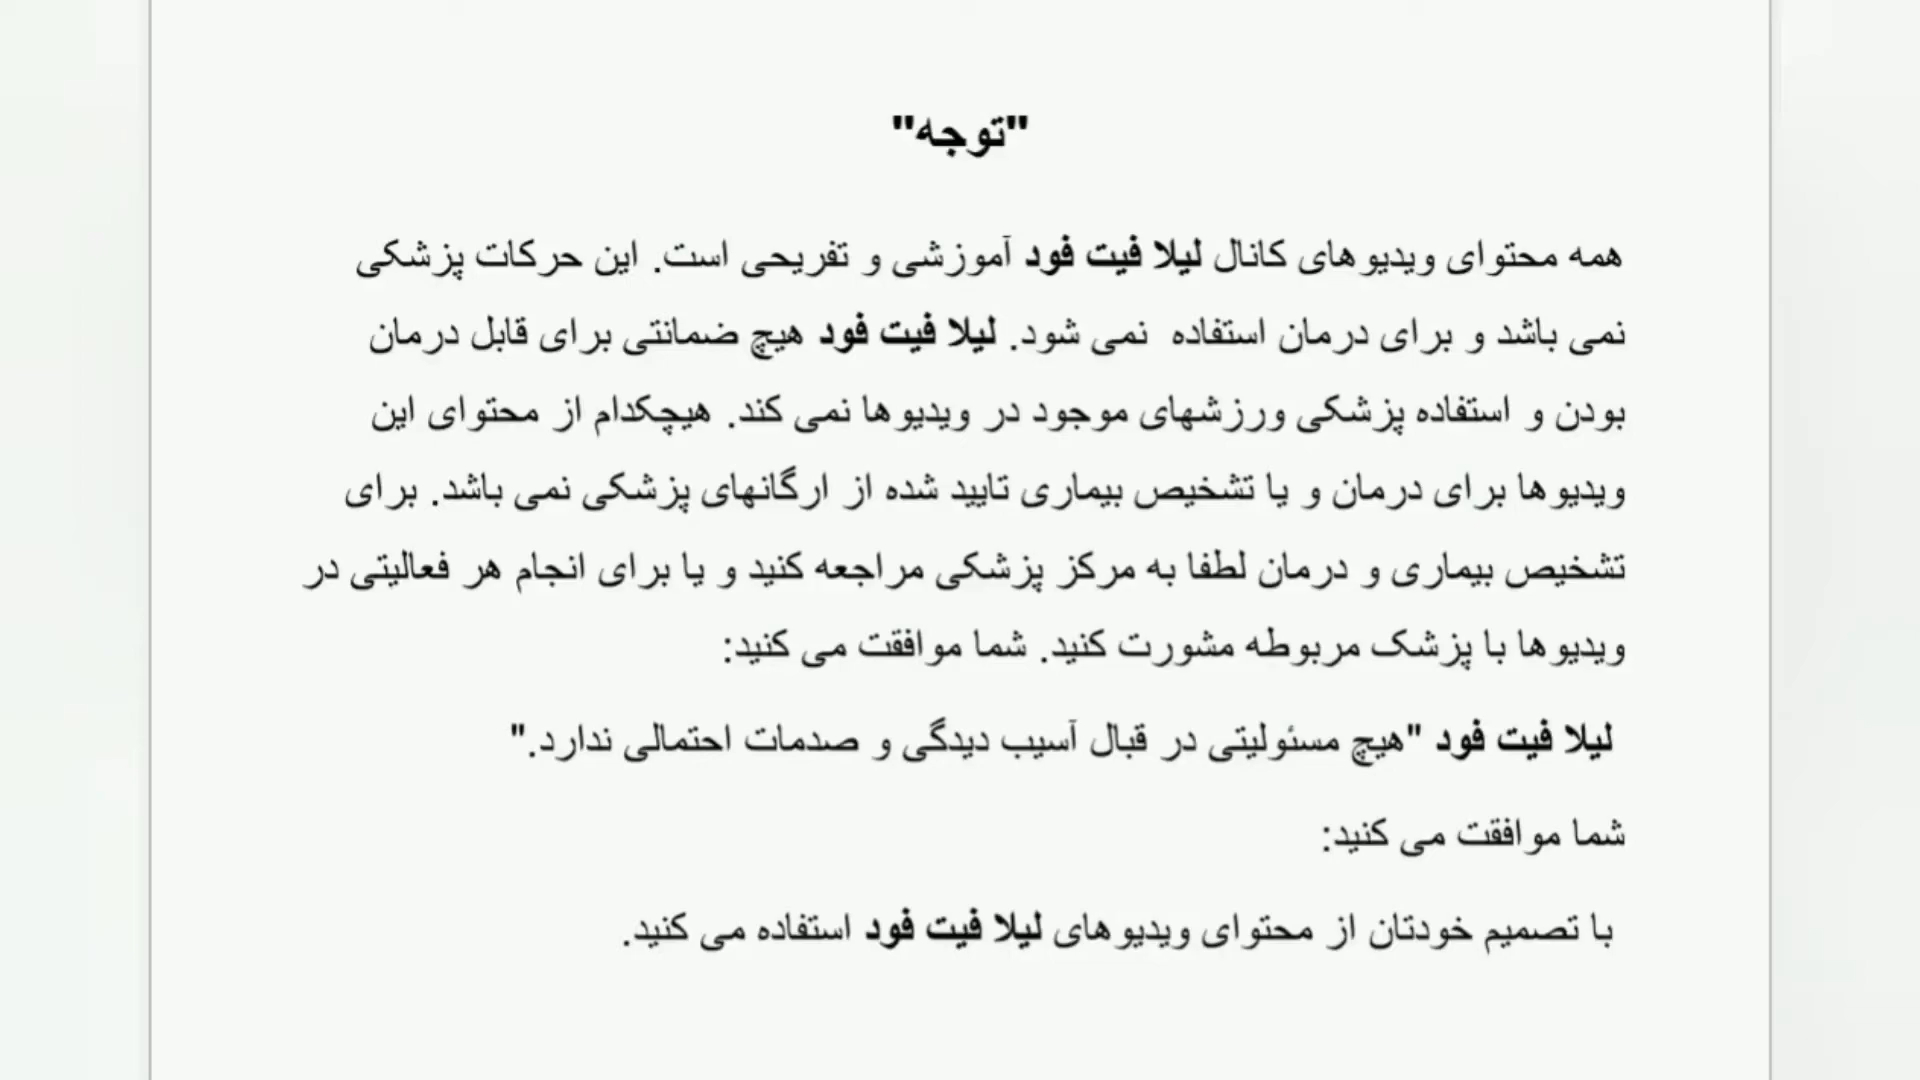 "توجه"
همه محتوای ویدیوهای کانال لیلا فیت فود آموزشی و تفریحی است. این حرکات پزشکی
نمی باشد و برای درمان استفاده نمی شود. لیلا فیت فود هیچ ضمانتی برای قابل درمان
بودن و استفاده پزشکی ورزشهای موجود در ویدیوها نمی کند. هیچکدام از محتوای این
ویدیوها برای درمان و یا تشخیص بیماری تایید شده از ارگانهای پزشکی نمی باشد. برای
تشخیص بیماری و درمان لطفا به مرکز پزشکی مراجعه کنید و یا برای انجام هر فعالیتی در
ویدیوها با پزشک مربوطه مشورت کنید. شما موافقت می کنید:
لیلا فیت فود "هیچ مسئولیتی در قبال آسیب دیدگی و صدمات احتمالی ندارد."
شما موافقت می کنید:
با تصمیم خودتان از محتوای ویدیوهای لیلا فیت فود استفاده می کنید.